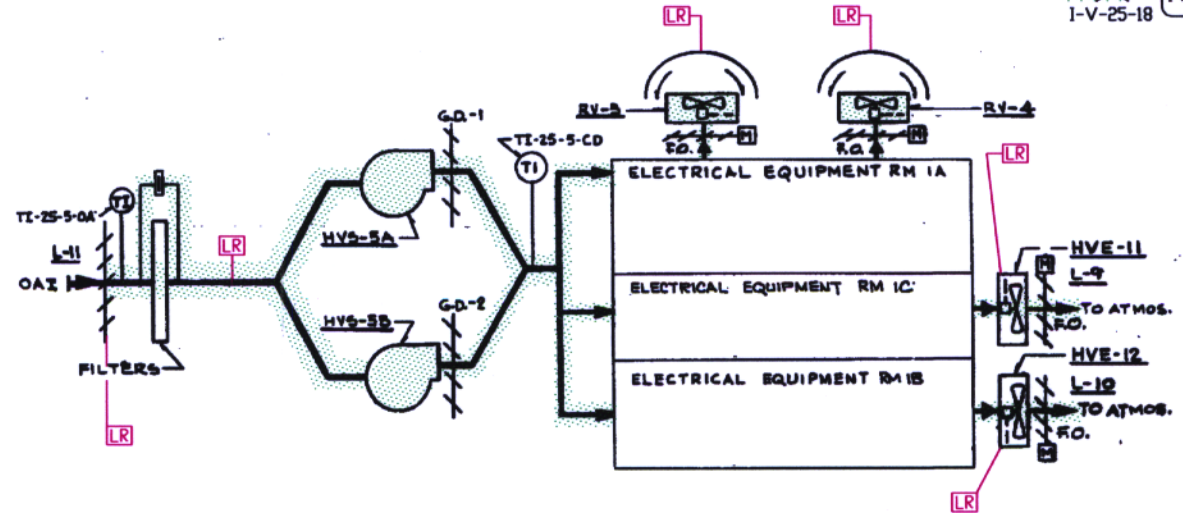 I-V-25-18
LR
LR
RV-3
RV-4
M
M
F.O.
F.O.
G.D.-1
TI-25-5-CD
TI
ELECTRICAL EQUIPMENT RM 1A
LR
TI-25-5-OA
TI
HVS-5A
L-11
LR
OAI
HVE-11
M
L-9
ELECTRICAL EQUIPMENT RM 1C
TO ATMOS.
G.D.-2
HVS-5B
F.O.
HVE-12
FILTERS
ELECTRICAL EQUIPMENT RM 1B
L-10
TO ATMOS.
F.O.
LR
M
LR